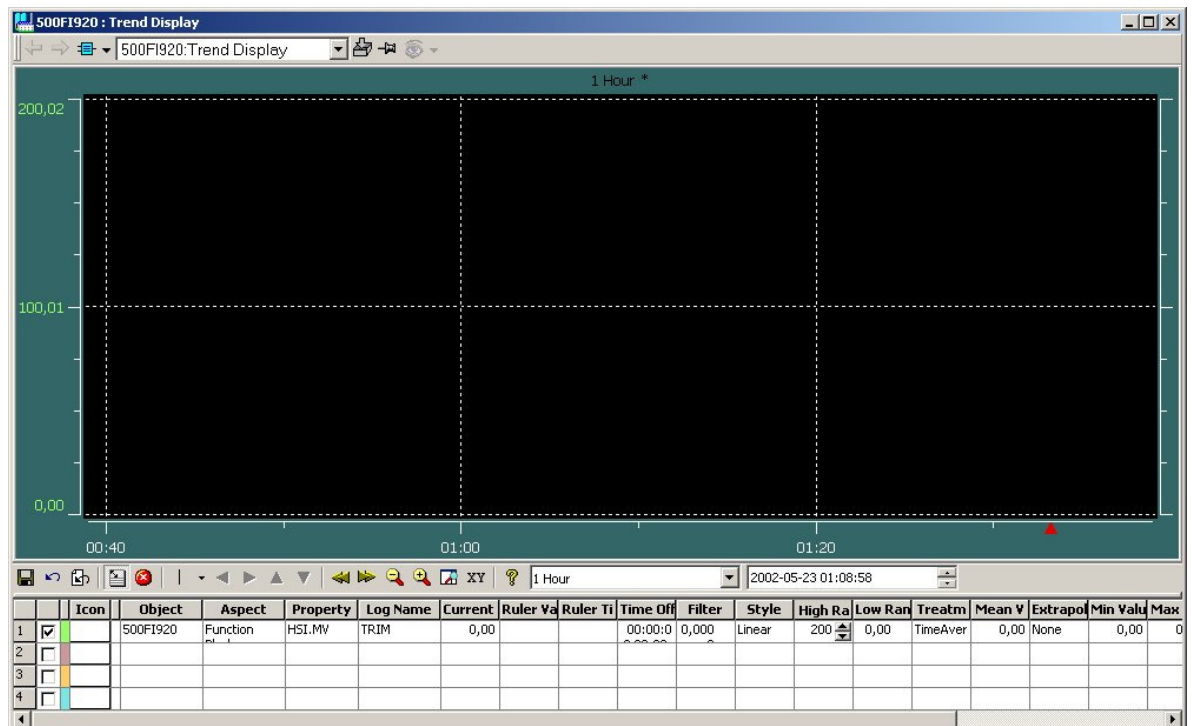 500FI920 : Trend Display
500FI920:Trend Display
1 Hour *
200,02
100,01
0,00
00:40 01:00 01:20
XY ? 1 Hour 2002-05-23 01:08:58
Icon Object Aspect Property Log Name Current Ruler Va Ruler Ti Time Off Filter Style High Ra Low Ran Treatm Mean V Extrapol Min Valu Max
1 500FI920 Function HSI.MV TRIM 0,00 00:00:0 0,000 Linear 200 0,00 TimeAver 0,00 None 0,00 0
2
3
4